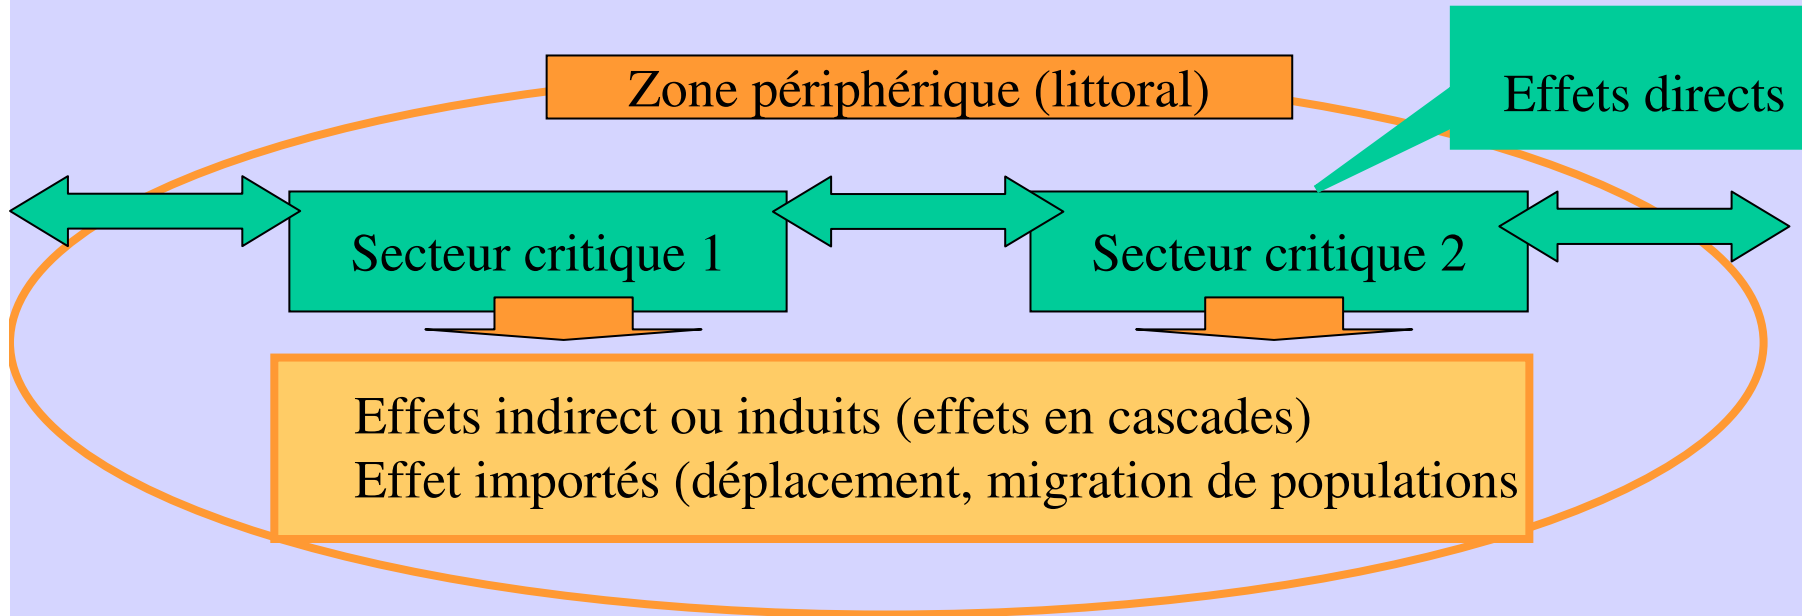 Zone périphérique (littoral)
Effets directs
Secteur critique 1
Secteur critique 2
Effets indirect ou induits (effets en cascades)
Effet importés (déplacement, migration de populations